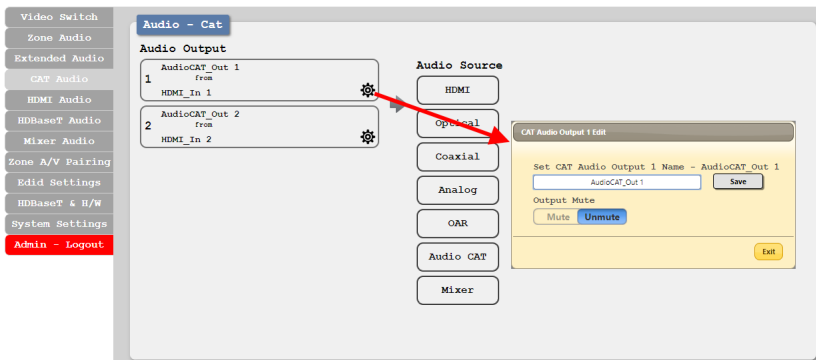 Video Switch
Zone Audio
Extended Audio
CAT Audio
HDMI Audio
HDBaseT Audio
Mixer Audio
Zone A/V Pairing
Edid Settings
HDBaseT & H/W
System Settings
Admin - Logout
Audio - Cat
Audio Output
1
AudioCAT_Out 1
from
HDMI_In 1
2
AudioCAT_Out 2
from
HDMI_In 2
Audio Source
HDMI
Optical
Coaxial
Analog
OAR
Audio CAT
Mixer
CAT Audio Output 1 Edit
Set CAT Audio Output 1 Name - AudioCAT_Out 1
AudioCAT_Out 1 Save
Output Mute
Mute Unmute
Exit